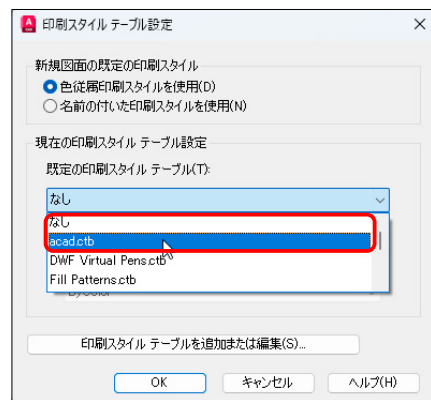 印刷スタイル テーブル設定
新規図面の既定の印刷スタイル
色従属印刷スタイルを使用(D)
名前の付いた印刷スタイルを使用(N)
現在の印刷スタイル テーブル設定
既定の印刷スタイル テーブル(T):
なし
なし
acad.ctb
DWF Virtual Pens.ctb
Fill Patterns.ctb
印刷スタイル テーブルを追加または編集(S)...
OK キャンセル ヘルプ(H)